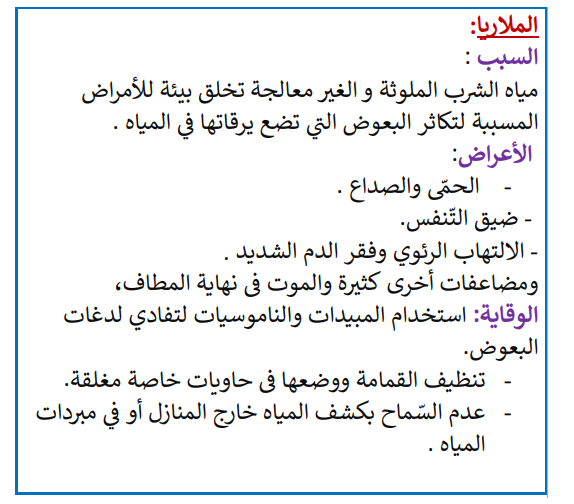 الملاريا:
السبب :
مياه الشرب الملوثة و الغير معالجة تخلق بيئة للأمراض
المسببة لتكاثر البعوض التي تضع يرقاتها في المياه .
الأعراض:
- الحمّى والصداع .
- ضيق التّنفس.
- الالتهاب الرئوي وفقر الدم الشديد .
ومضاعفات أخرى كثيرة والموت فى نهاية المطاف،
الوقاية: استخدام المبيدات والناموسيات لتفادي لدغات
البعوض.
- تنظيف القمامة ووضعها فى حاويات خاصة مغلقة.
- عدم السّماح بكشف المياه خارج المنازل أو في مبردات
المياه .